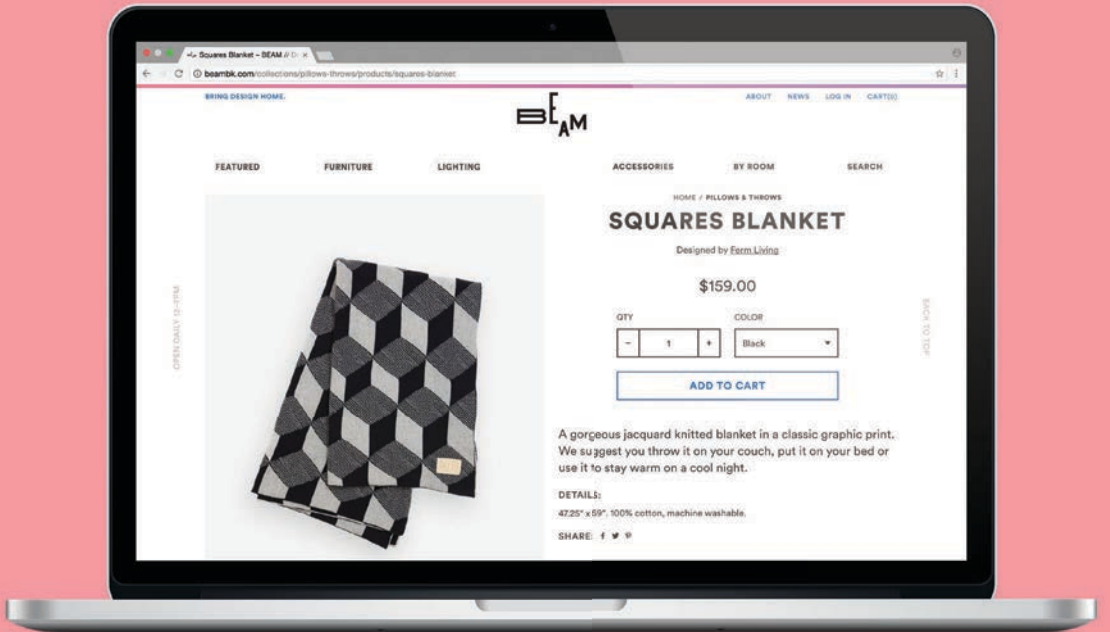 Squares Blanket – BEAM // D
beambk.com/collections/pillows-throws/products/squares-blanket
BRING DESIGN HOME.
BEAM
ABOUT NEWS LOG IN CART(0)
FEATURED FURNITURE LIGHTING ACCESSORIES BY ROOM SEARCH
HOME / PILLOWS & THROWS
SQUARES BLANKET
Designed by Ferm Living
$159.00
QTY COLOR
- 1 + Black
ADD TO CART
OPEN DAILY 12–7PM
BACK TO TOP
A gorgeous jacquard knitted blanket in a classic graphic print.
We suggest you throw it on your couch, put it on your bed or
use it to stay warm on a cool night.
DETAILS:
47.25" x 59". 100% cotton, machine washable.
SHARE: